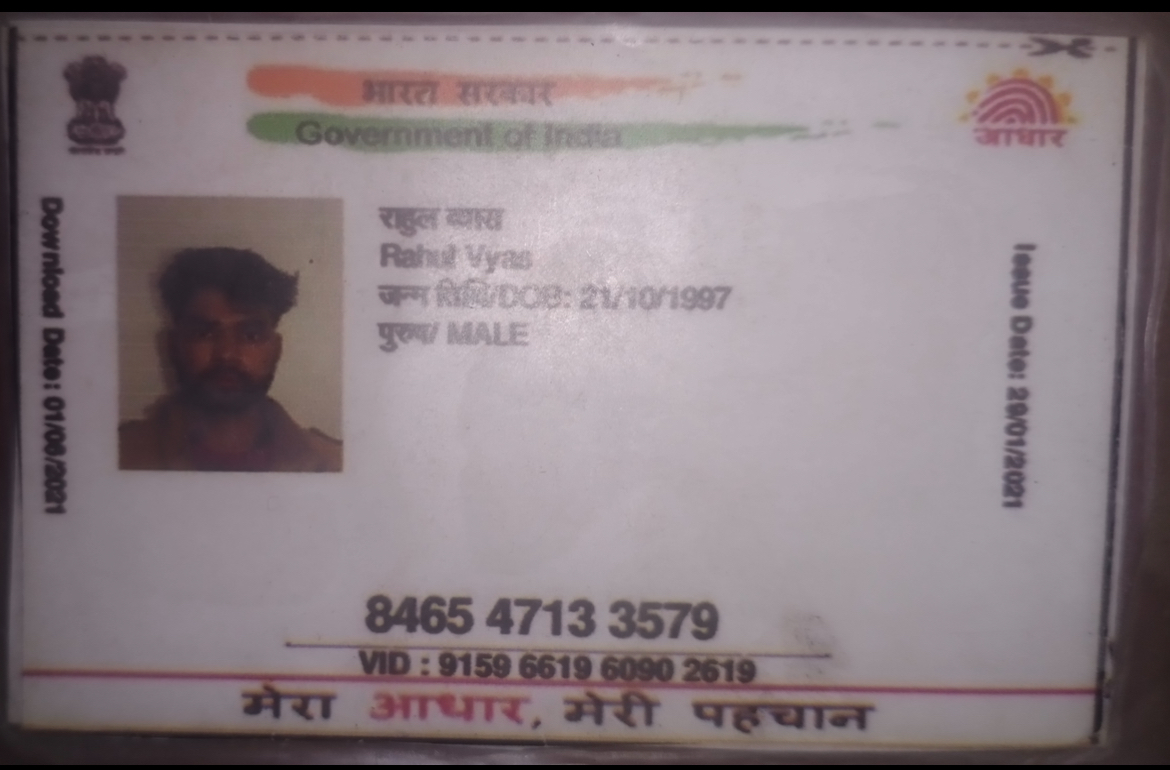 भारत सरकार
Government of India
आधार
Download Date: 01/08/2021
राहुल व्यास
Rahul Vyas
जन्म तिथि/DOB: 21/10/1997
पुरुष/ MALE
Issue Date: 29/01/2021
8465 4713 3579
VID : 9159 6619 6090 2619
मेरा आधार, मेरी पहचान